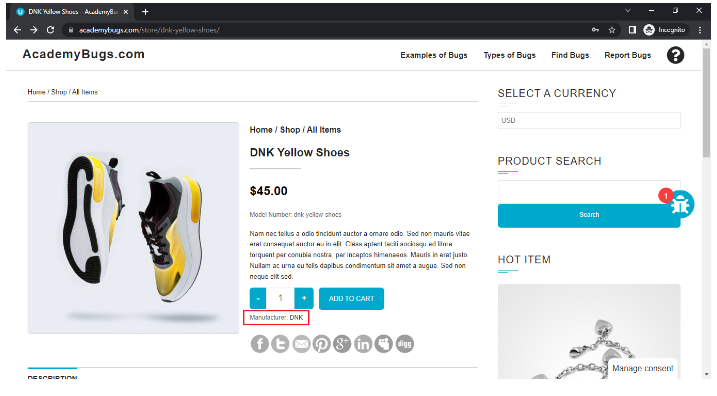 DNK Yellow Shoes - AcademyBu
academybugs.com/store/dnk-yellow-shoes/
Incognito
AcademyBugs.com
Examples of Bugs
Types of Bugs
Find Bugs
Report Bugs
?
Home / Shop / All Items
Home / Shop / All Items
DNK Yellow Shoes
$45.00
Model Number: dnk-yellow-shoes
Nam nec tellus a odio tincidunt auctor a ornare odio. Sed non mauris vitae
erat consequat auctor eu in elit. Class aptent taciti sociosqu ad litora
torquent per conubia nostra, per inceptos himenaeos. Mauris in erat justo.
Nullam ac urna eu felis dapibus condimentum sit amet a augue. Sed non
neque elit sed.
- 1 +
ADD TO CART
Manufacturer: DNK
digg
DESCRIPTION
SELECT A CURRENCY
USD
PRODUCT SEARCH
1
Search
HOT ITEM
Manage consent